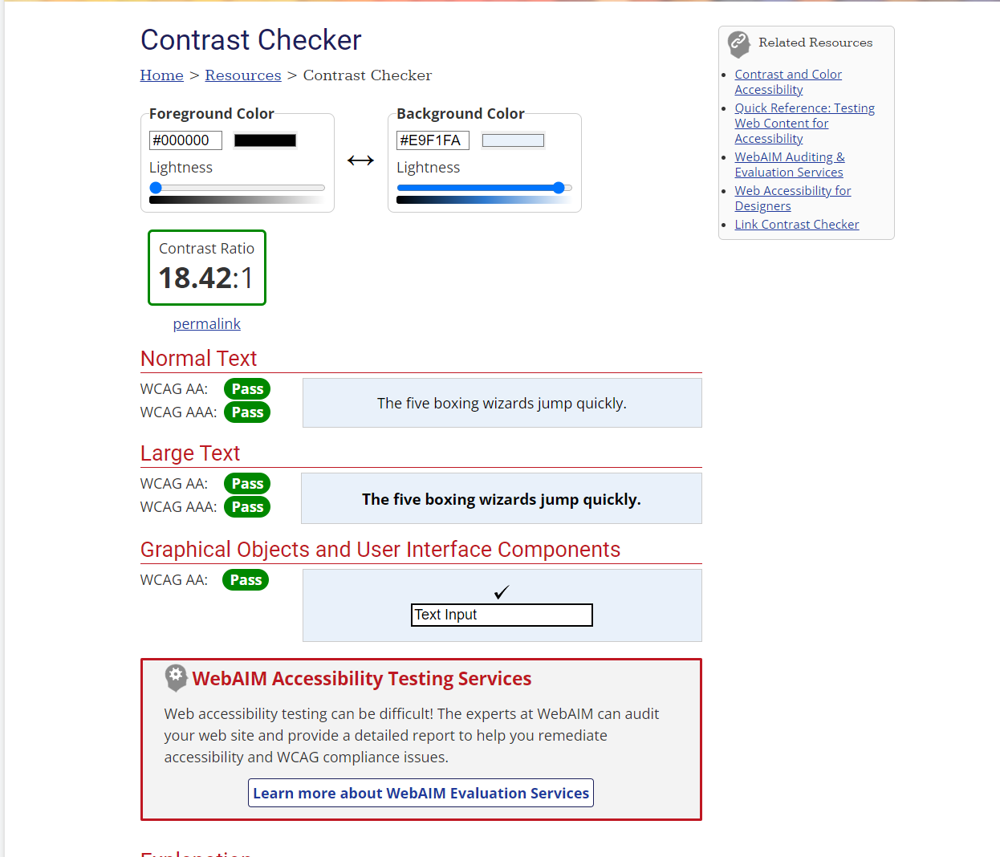 Contrast Checker
Home > Resources > Contrast Checker
Foreground Color
#000000
Lightness
Background Color
#E9F1FA
Lightness
Contrast Ratio
18.42:1
permalink
Normal Text
WCAG AA: Pass
WCAG AAA: Pass
The five boxing wizards jump quickly.
Large Text
WCAG AA: Pass
WCAG AAA: Pass
The five boxing wizards jump quickly.
Graphical Objects and User Interface Components
WCAG AA: Pass
✓
Text Input
WebAIM Accessibility Testing Services
Web accessibility testing can be difficult! The experts at WebAIM can audit
your web site and provide a detailed report to help you remediate
accessibility and WCAG compliance issues.
Learn more about WebAIM Evaluation Services
Explanation
Related Resources
Contrast and Color
Accessibility
Quick Reference: Testing
Web Content for
Accessibility
WebAIM Auditing &
Evaluation Services
Web Accessibility for
Designers
Link Contrast Checker